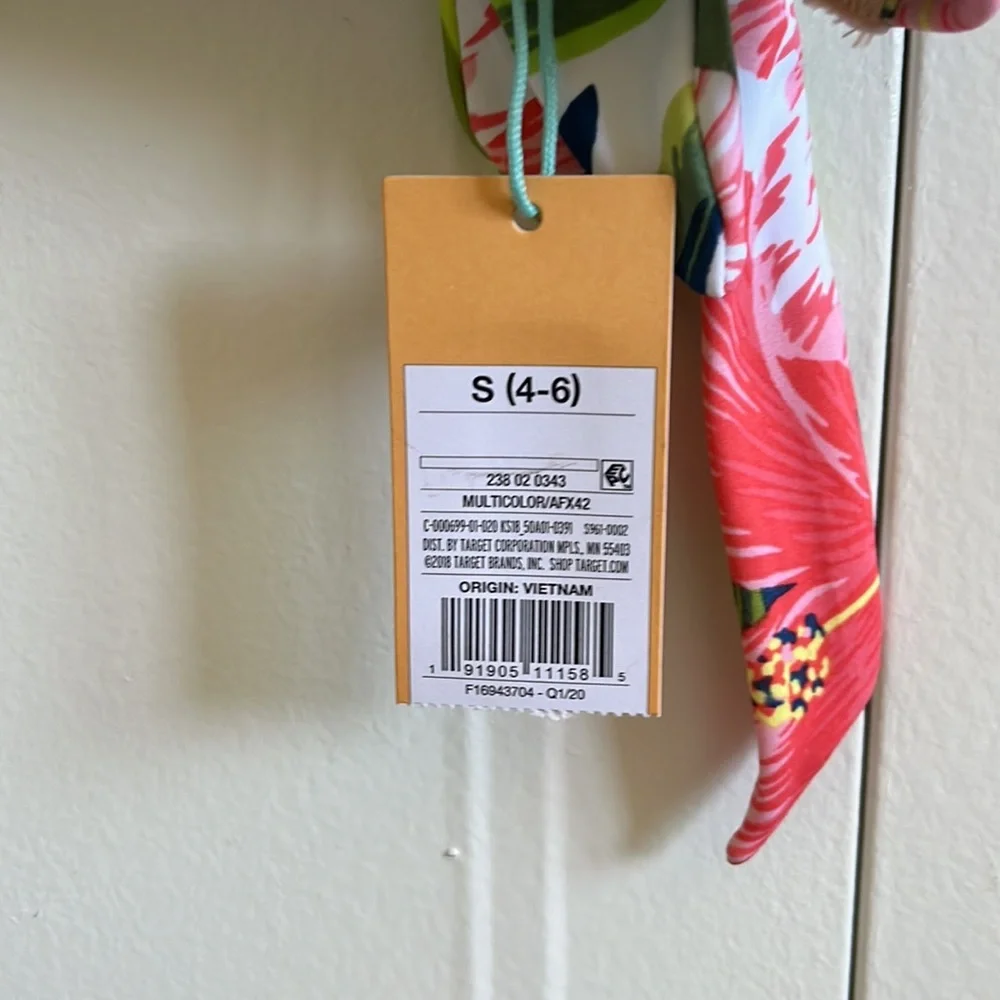 S (4-6)
238 02 0343
MULTICOLOR/AFX42
C-000699-01-020 KS18_50A01-0391 S961-0002
DIST. BY TARGET CORPORATION MPLS., MN 55403
©2018 TARGET BRANDS, INC. SHOP TARGET.COM
ORIGIN: VIETNAM
1 91905 11158 5
F16943704 - Q1/20